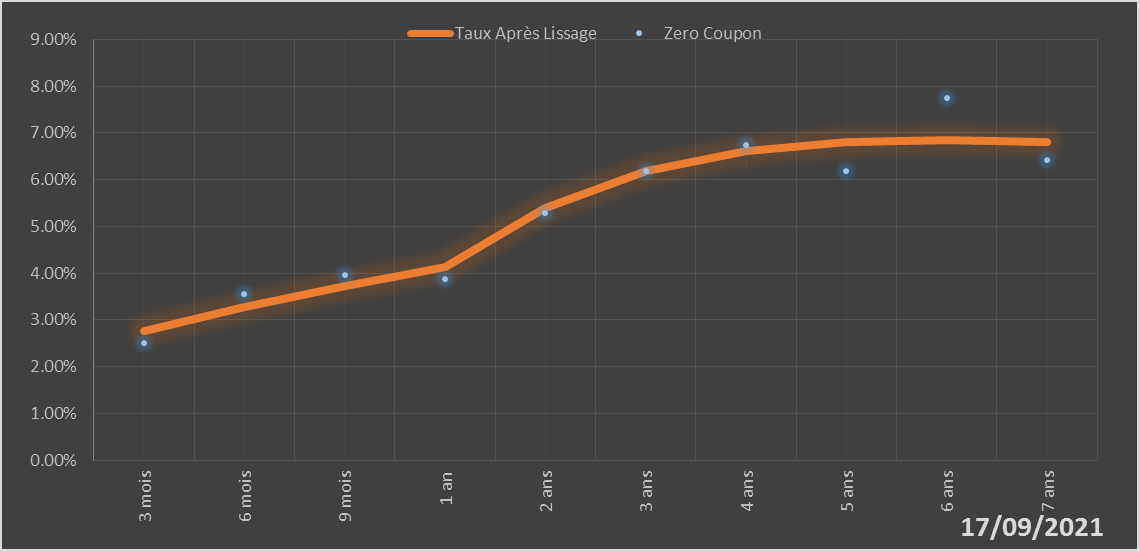 Taux Après Lissage
Zero Coupon
9.00%
8.00%
7.00%
6.00%
5.00%
4.00%
3.00%
2.00%
1.00%
0.00%
3 mois
6 mois
9 mois
1 an
2 ans
3 ans
4 ans
5 ans
6 ans
7 ans
17/09/2021